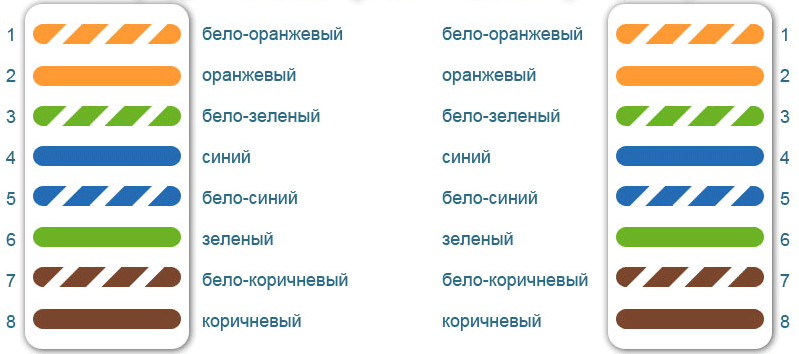 1 бело-оранжевый бело-оранжевый 1
2 оранжевый оранжевый 2
3 бело-зеленый бело-зеленый 3
4 синий синий 4
5 бело-синий бело-синий 5
6 зеленый зеленый 6
7 бело-коричневый бело-коричневый 7
8 коричневый коричневый 8